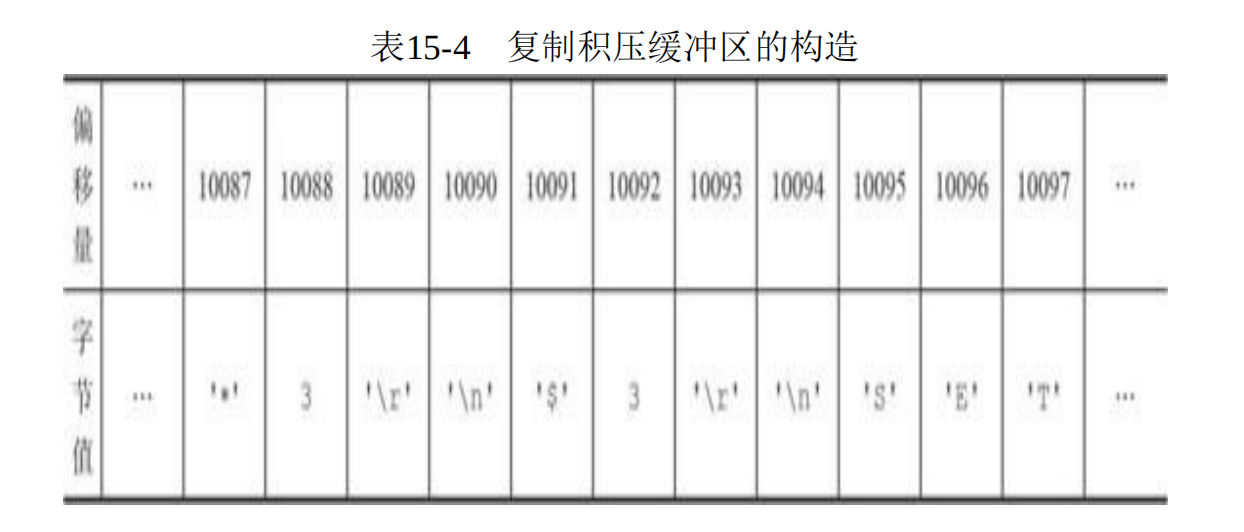 表15-4 复制积压缓冲区的构造
偏移量 … 10087 10088 10089 10090 10091 10092 10093 10094 10095 10096 10097 …
字节值 … '*' 3 '\r' '\n' '$' 3 '\r' '\n' 'S' 'E' 'T' …